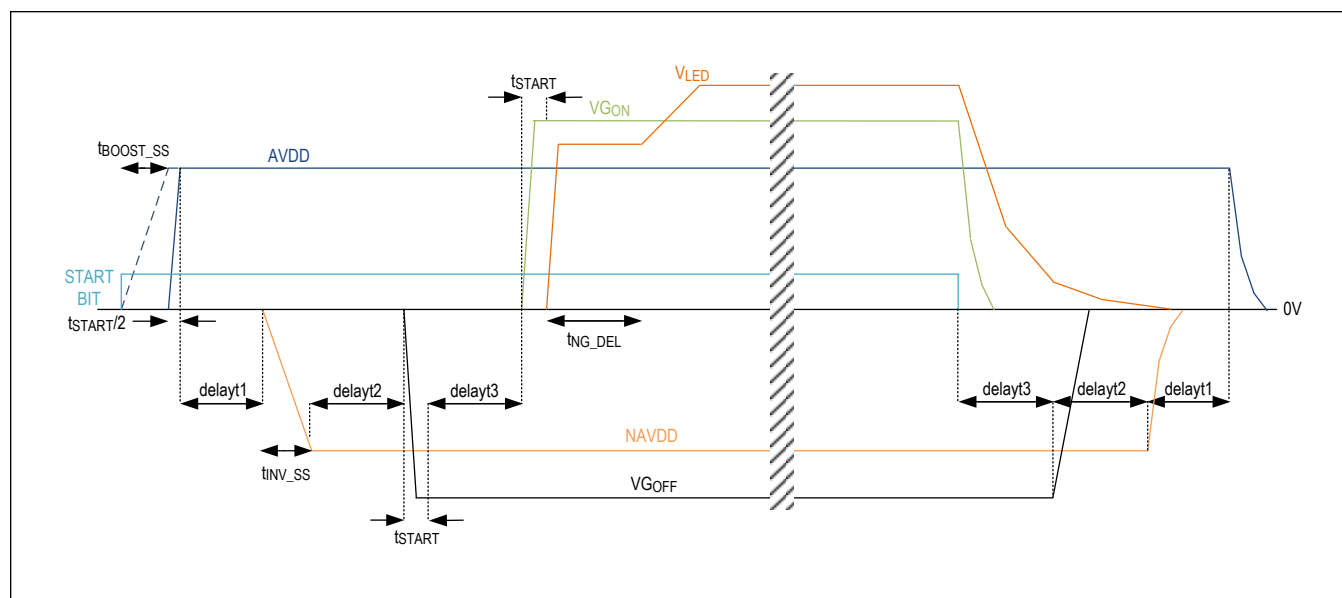 VLED
tSTART
VGON
tBOOST_SS
AVDD
START
BIT
0V
tSTART/2
tNG_DEL
delayt1
delayt2
delayt3
delayt3
delayt2
delayt1
NAVDD
tINV_SS
VGOFF
tSTART